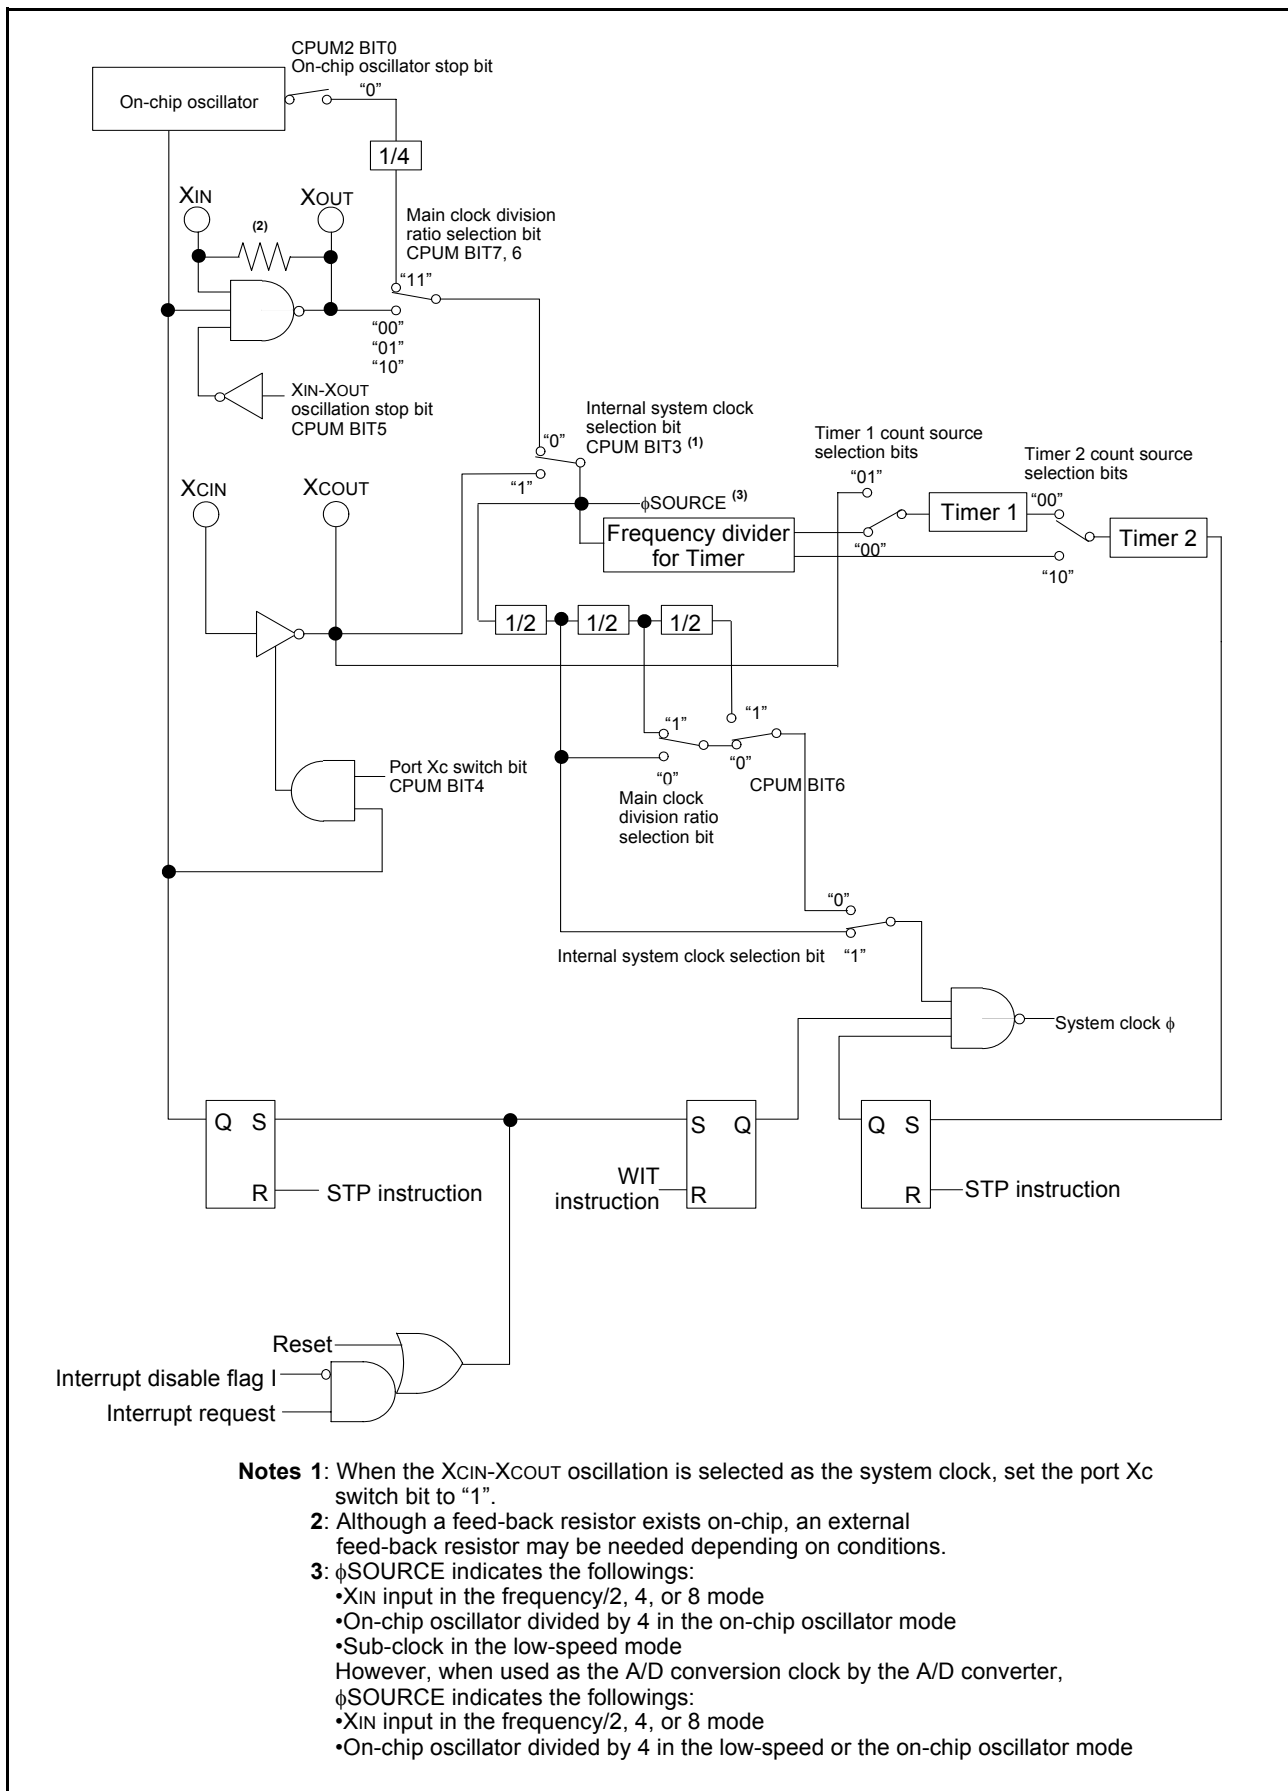 CPUM2 BIT0
On-chip oscillator stop bit
On-chip oscillator
“0”
1/4
XIN
XOUT
(2)
Main clock division
ratio selection bit
CPUM BIT7, 6
“11”
“00”
“01”
“10”
XIN-XOUT
oscillation stop bit
CPUM BIT5
Internal system clock
selection bit
CPUM BIT3 (1)
“0”
“1”
Timer 1 count source
selection bits
“01”
Timer 2 count source
selection bits
“00”
XCIN
XCOUT
ϕSOURCE (3)
Timer 1
Frequency divider
for Timer
“00”
Timer 2
“10”
1/2
1/2
1/2
“1”
“1”
“0”
“0”
Port Xc switch bit
CPUM BIT4
CPUM BIT6
Main clock
division ratio
selection bit
“0”
Internal system clock selection bit
“1”
System clock ϕ
Q S
S Q
Q S
R
STP instruction
WIT
instruction
R
R
STP instruction
Reset
Interrupt disable flag I
Interrupt request
Notes 1: When the XCIN-XCOUT oscillation is selected as the system clock, set the port Xc
switch bit to “1”.
2: Although a feed-back resistor exists on-chip, an external
feed-back resistor may be needed depending on conditions.
3: ϕSOURCE indicates the followings:
•XIN input in the frequency/2, 4, or 8 mode
•On-chip oscillator divided by 4 in the on-chip oscillator mode
•Sub-clock in the low-speed mode
However, when used as the A/D conversion clock by the A/D converter,
ϕSOURCE indicates the followings:
•XIN input in the frequency/2, 4, or 8 mode
•On-chip oscillator divided by 4 in the low-speed or the on-chip oscillator mode